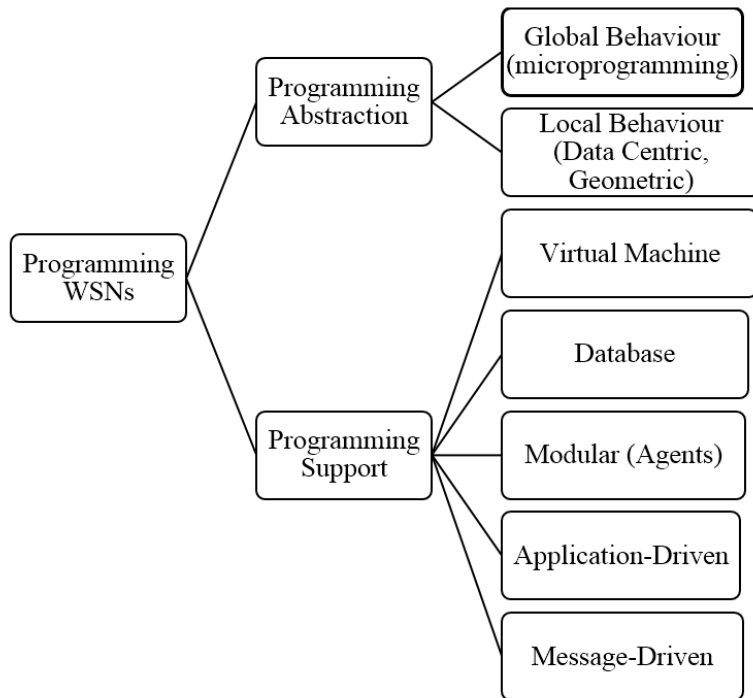 Programming
WSNs
Programming
Abstraction
Global Behaviour
(microprogramming)
Local Behaviour
(Data Centric,
Geometric)
Programming
Support
Virtual Machine
Database
Modular (Agents)
Application-Driven
Message-Driven